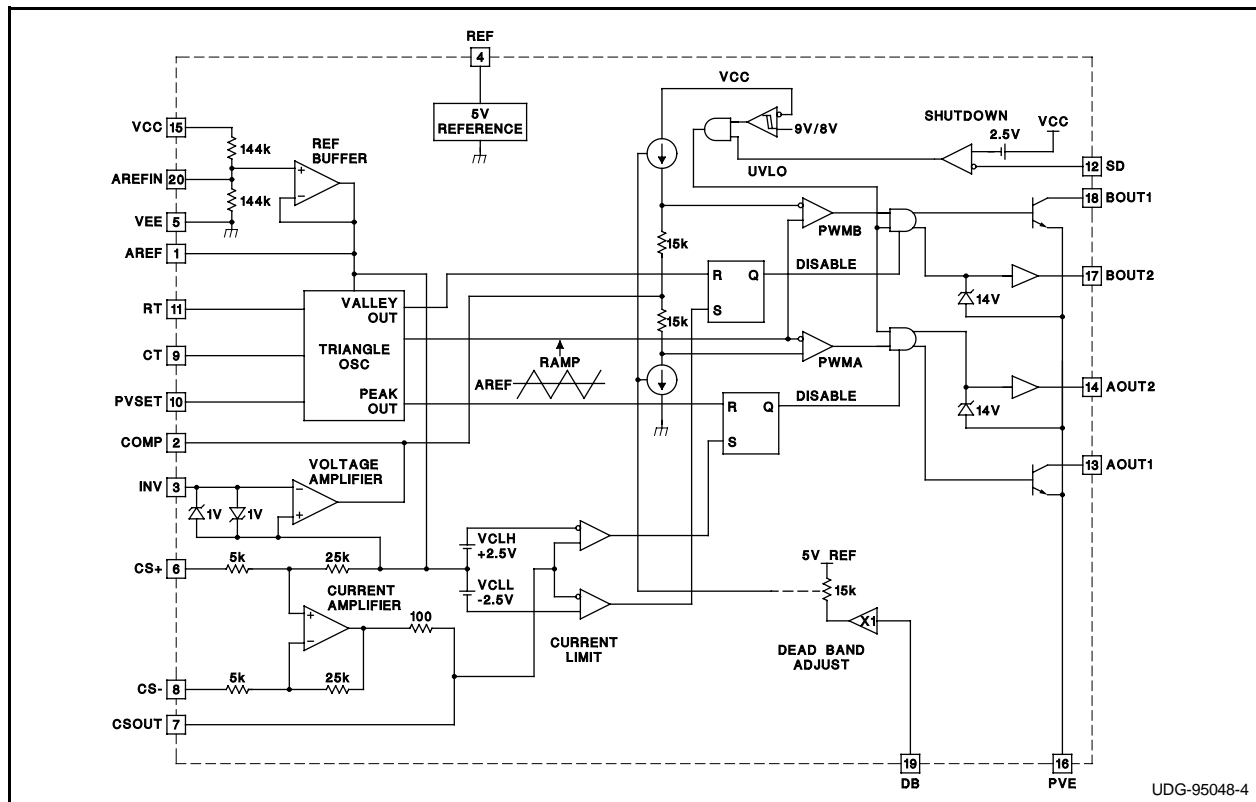 REF
4
5V
REFERENCE
VCC 15
144k
REF
BUFFER
AREFIN 20
+
-
144k
VEE 5
AREF 1
RT 11
CT 9
PVSET 10
COMP 2
INV 3
VALLEY
OUT
TRIANGLE
OSC
PEAK
OUT
RAMP
AREF
VOLTAGE
AMPLIFIER
-
+
1V
1V
CS+ 6
5k
25k
CURRENT
AMPLIFIER
+
-
100
CS- 8
5k
25k
CSOUT 7
VCLH
+2.5V
VCLL
-2.5V
CURRENT
LIMIT
VCC
9V/8V
UVLO
SHUTDOWN
VCC
2.5V
12 SD
18 BOUT1
15k
15k
PWMB
R Q
S
DISABLE
14V
17 BOUT2
PWMA
R Q
S
DISABLE
14V
14 AOUT2
13 AOUT1
5V REF
15k
X1
DEAD BAND
ADJUST
19
DB
16
PVE
UDG-95048-4